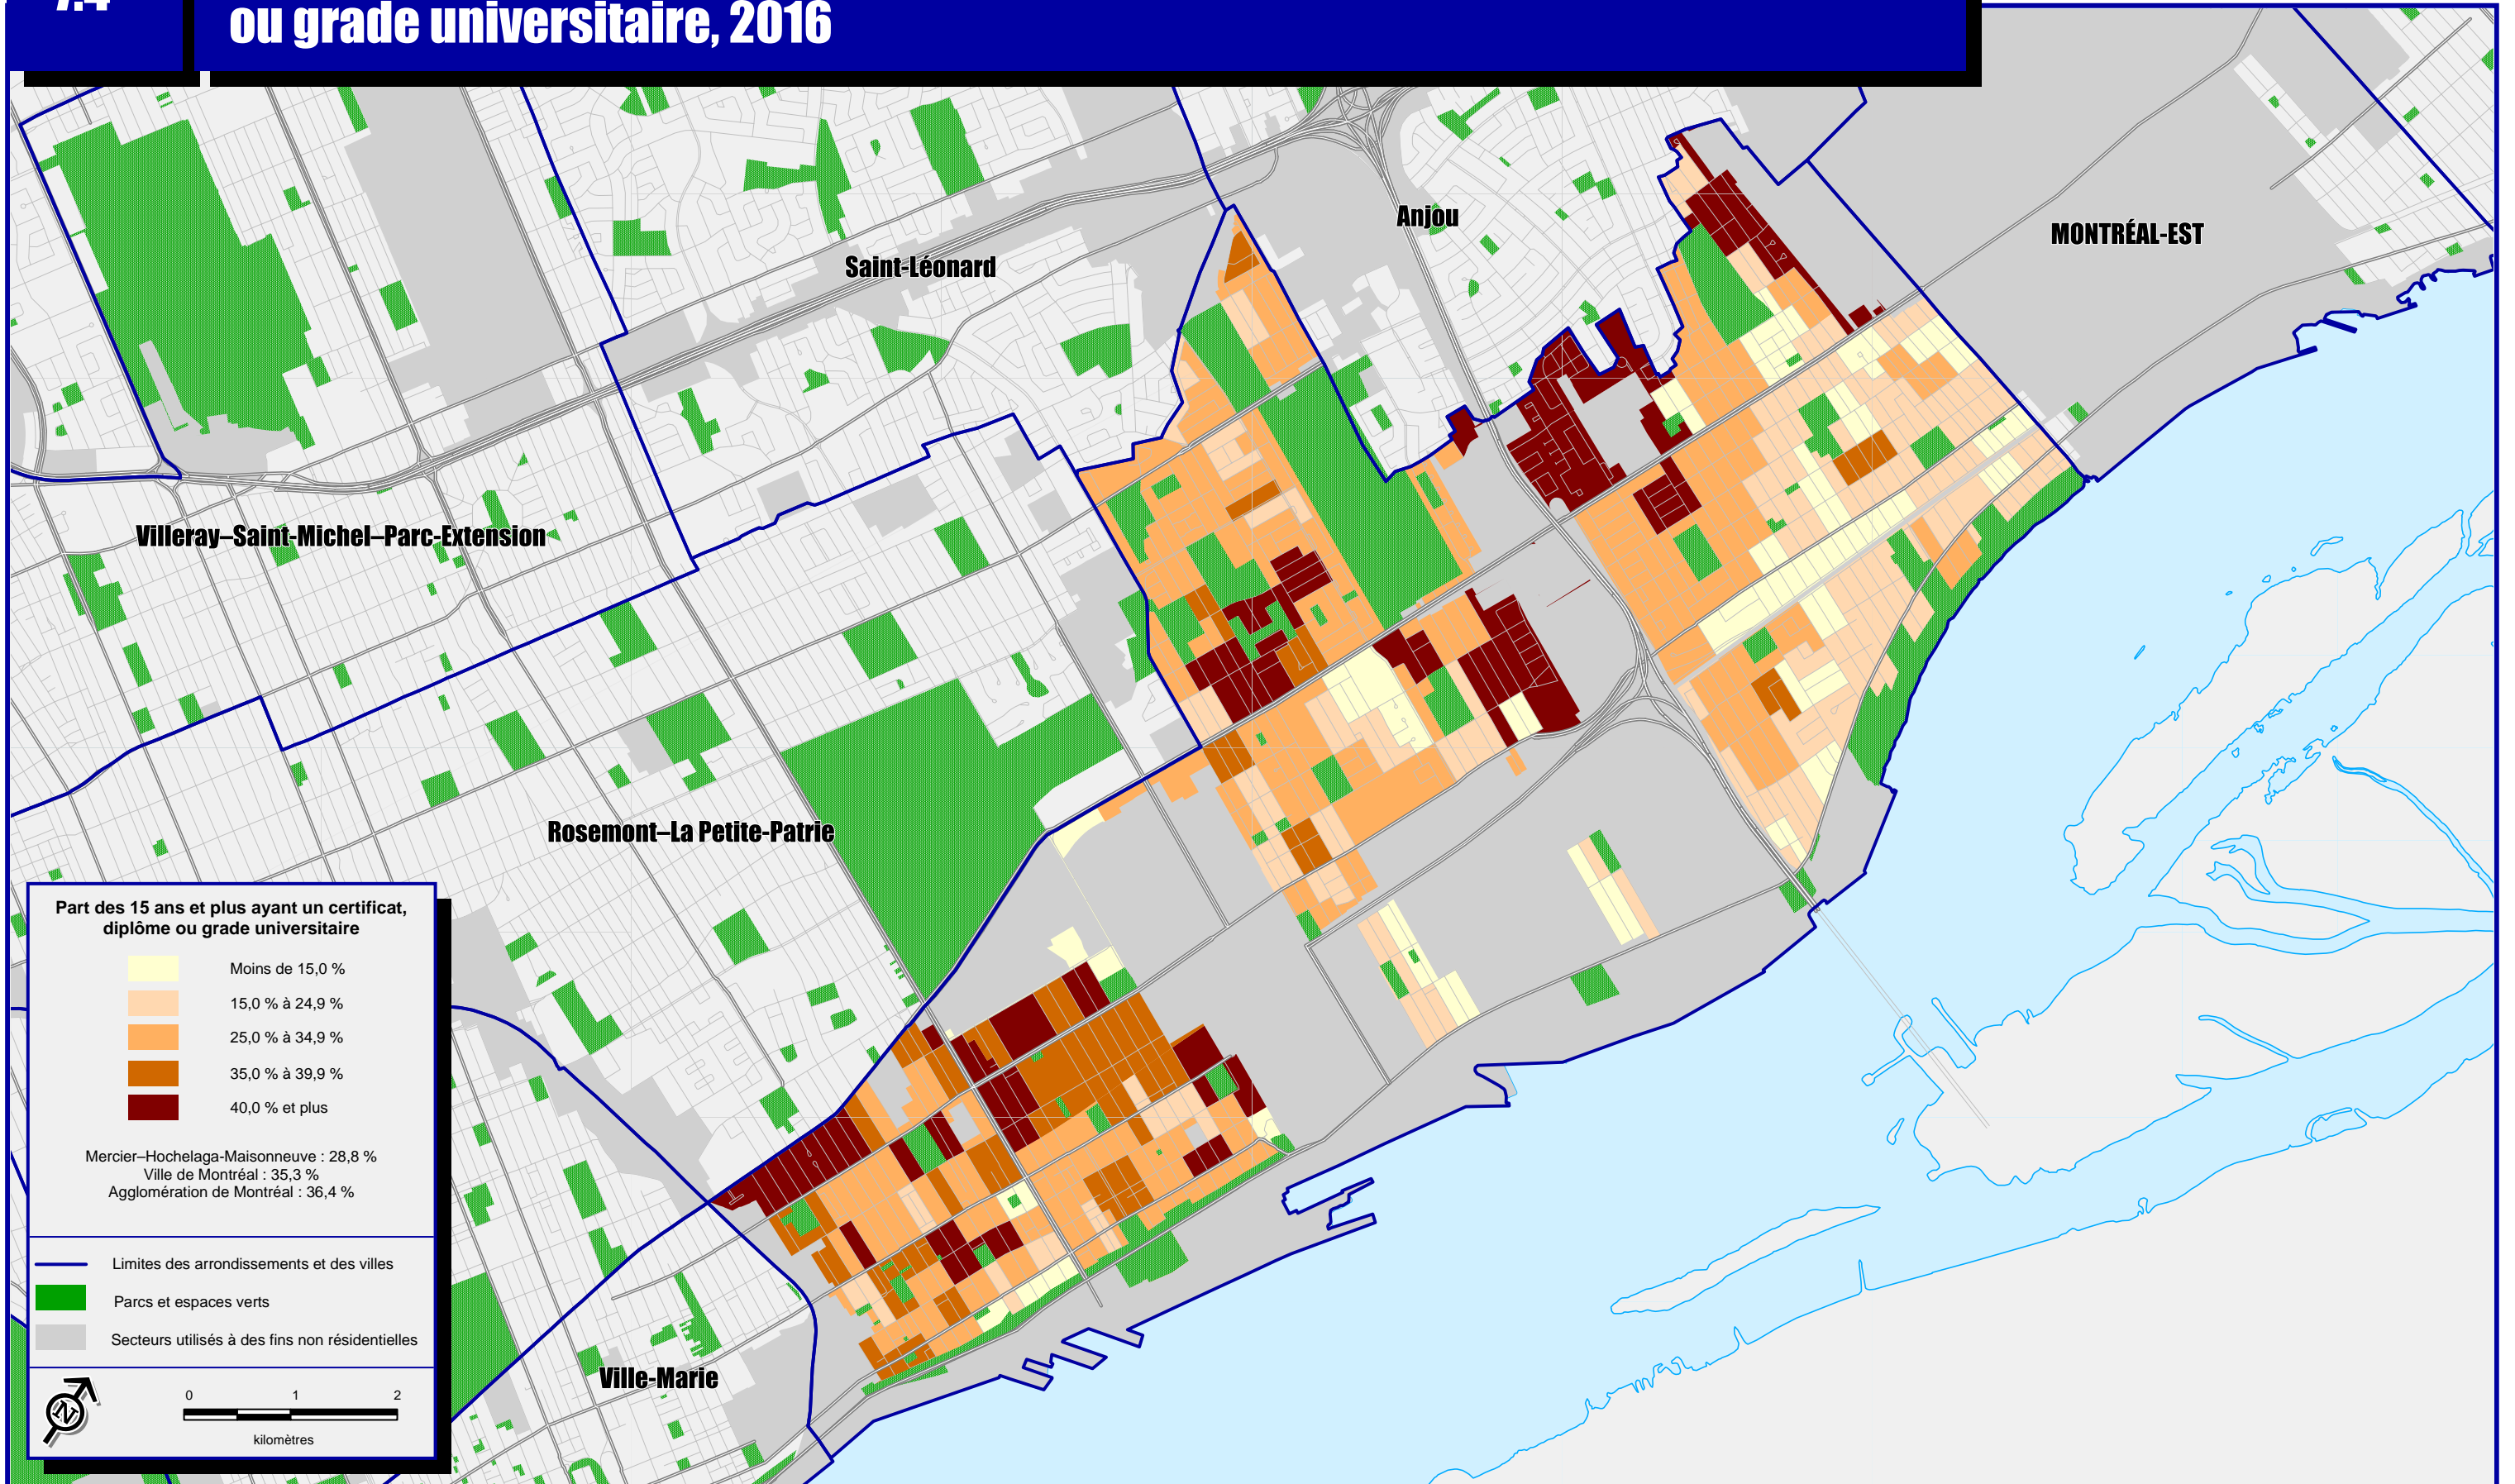 7.4
ou grade universitaire, 2016
Anjou
MONTRÉAL-EST
Saint-Léonard
Villeray–Saint-Michel–Parc-Extension
Rosemont–La Petite-Patrie
Ville-Marie
Part des 15 ans et plus ayant un certificat,
diplôme ou grade universitaire
Moins de 15,0 %
15,0 % à 24,9 %
25,0 % à 34,9 %
35,0 % à 39,9 %
40,0 % et plus
Mercier–Hochelaga-Maisonneuve : 28,8 %
Ville de Montréal : 35,3 %
Agglomération de Montréal : 36,4 %
Limites des arrondissements et des villes
Parcs et espaces verts
Secteurs utilisés à des fins non résidentielles
N
0 1 2
kilomètres